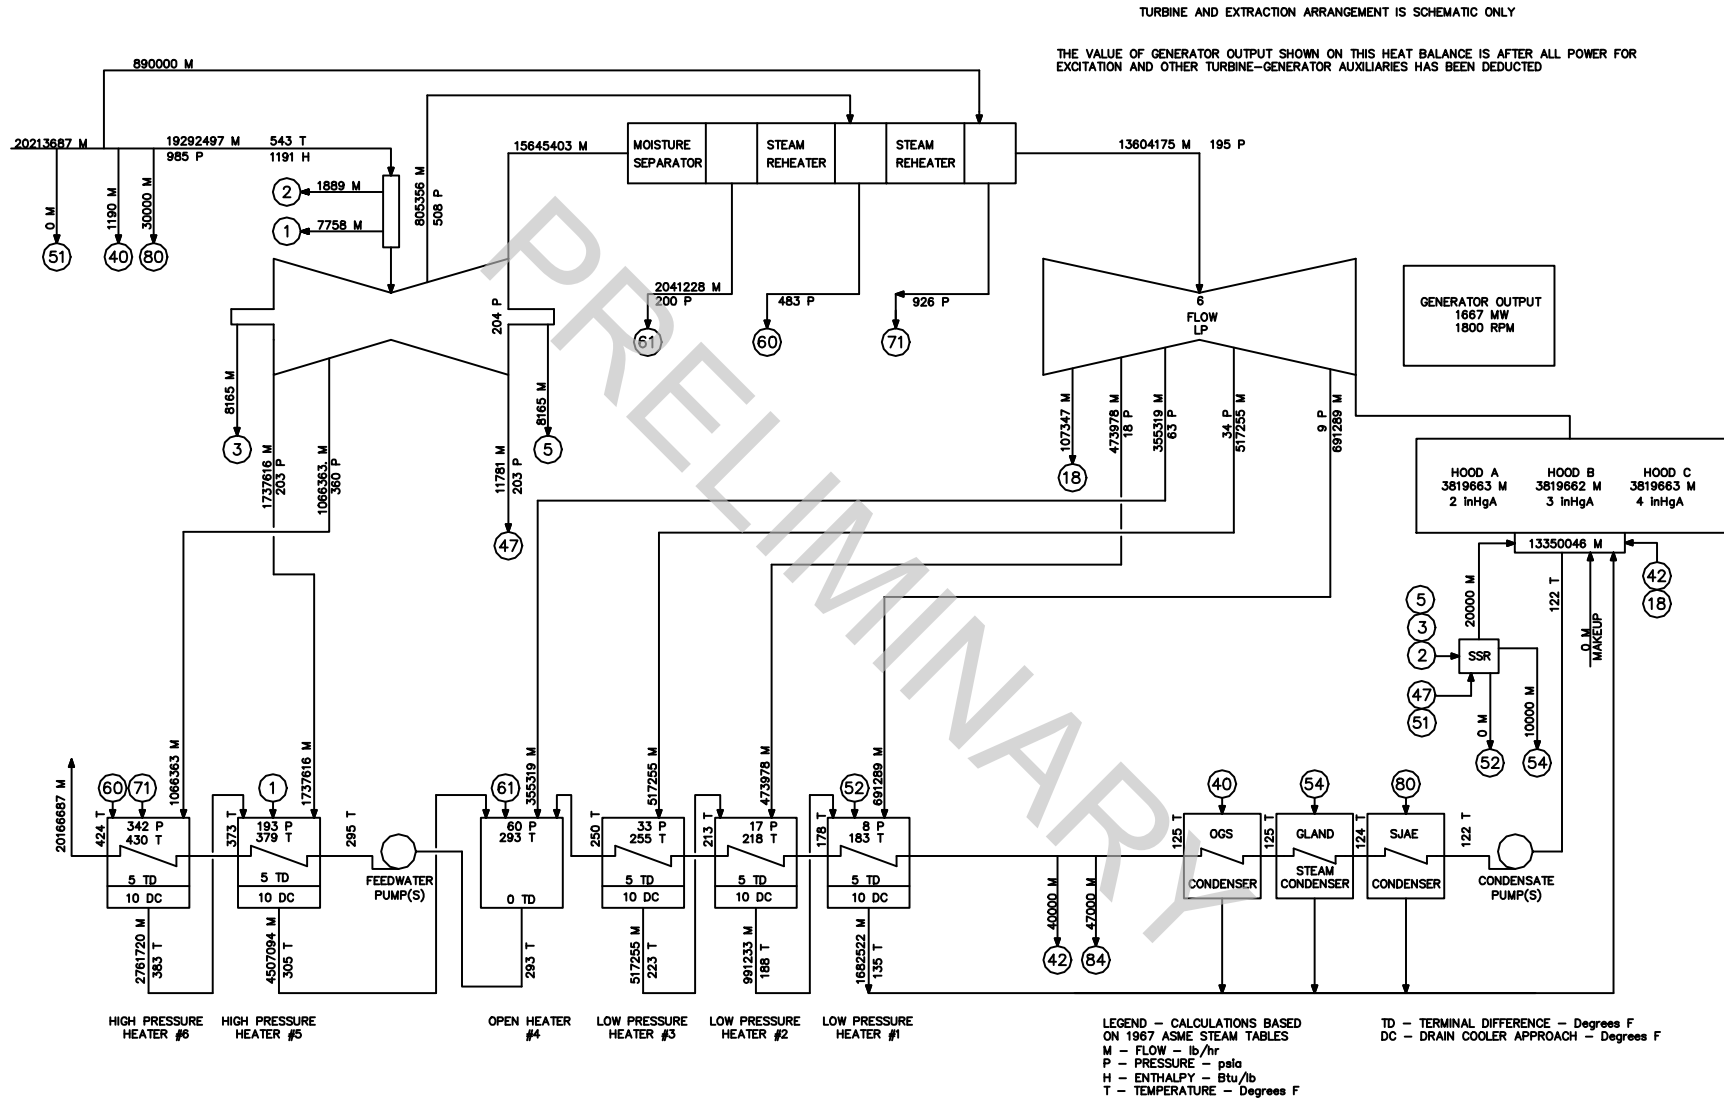 TURBINE AND EXTRACTION ARRANGEMENT IS SCHEMATIC ONLY
THE VALUE OF GENERATOR OUTPUT SHOWN ON THIS HEAT BALANCE IS AFTER ALL POWER FOR
EXCITATION AND OTHER TURBINE-GENERATOR AUXILIARIES HAS BEEN DEDUCTED
890000 M
20213687 M
19292497 M
985 P
543 T
1191 H
0 M
51
1190 M
40
30000 M
80
2
1889 M
1
7758 M
805356 M
508 P
15645403 M
MOISTURE
SEPARATOR
STEAM
REHEATER
STEAM
REHEATER
13604175 M
195 P
2041228 M
200 P
61
483 P
60
926 P
71
204 P
8165 M
3
8165 M
5
1737616 M
203 P
1066363. M
360 P
11781 M
203 P
47
6
FLOW
LP
GENERATOR OUTPUT
1667 MW
1800 RPM
107347 M
18
473978 M
18 P
355319 M
63 P
34 P
517255 M
9 P
691289 M
HOOD A
3819663 M
2 inHgA
HOOD B
3819662 M
3 inHgA
HOOD C
3819663 M
4 inHgA
13350046 M
42
18
20000 M
122 T
0 M
MAKEUP
5
3
2
47
51
SSR
0 M
52
10000 M
54
20166687 M
60
71
1066363 M
424 T
342 P
430 T
5 TD
10 DC
2761720 M
383 T
HIGH PRESSURE
HEATER #6
1
1737616 M
373 T
193 P
379 T
5 TD
10 DC
4507094 M
305 T
HIGH PRESSURE
HEATER #5
295 T
FEEDWATER
PUMP(S)
61
355319 M
60 P
293 T
0 TD
293 T
OPEN HEATER
#4
250 T
517255 M
33 P
255 T
5 TD
10 DC
517255 M
223 T
LOW PRESSURE
HEATER #3
213 T
473978 M
17 P
218 T
5 TD
10 DC
991233 M
188 T
LOW PRESSURE
HEATER #2
178 T
52
691289 M
8 P
183 T
5 TD
10 DC
1682522 M
135 T
LOW PRESSURE
HEATER #1
40000 M
42
47000 M
84
125 T
40
OGS
CONDENSER
125 T
54
GLAND
STEAM
CONDENSER
124 T
80
SJAE
CONDENSER
122 T
CONDENSATE
PUMP(S)
LEGEND - CALCULATIONS BASED
ON 1967 ASME STEAM TABLES
M - FLOW - lb/hr
P - PRESSURE - psia
H - ENTHALPY - Btu/lb
T - TEMPERATURE - Degrees F
TD - TERMINAL DIFFERENCE - Degrees F
DC - DRAIN COOLER APPROACH - Degrees F
PRELIMINARY